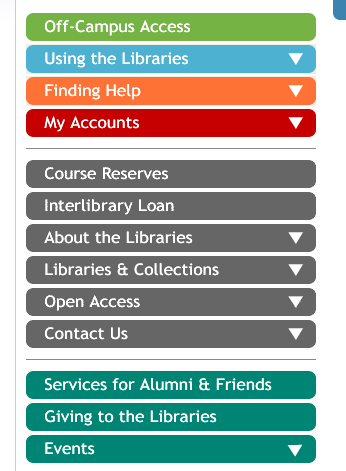 Off-Campus Access
Using the Libraries
Finding Help
My Accounts
Course Reserves
Interlibrary Loan
About the Libraries
Libraries & Collections
Open Access
Contact Us
Services for Alumni & Friends
Giving to the Libraries
Events